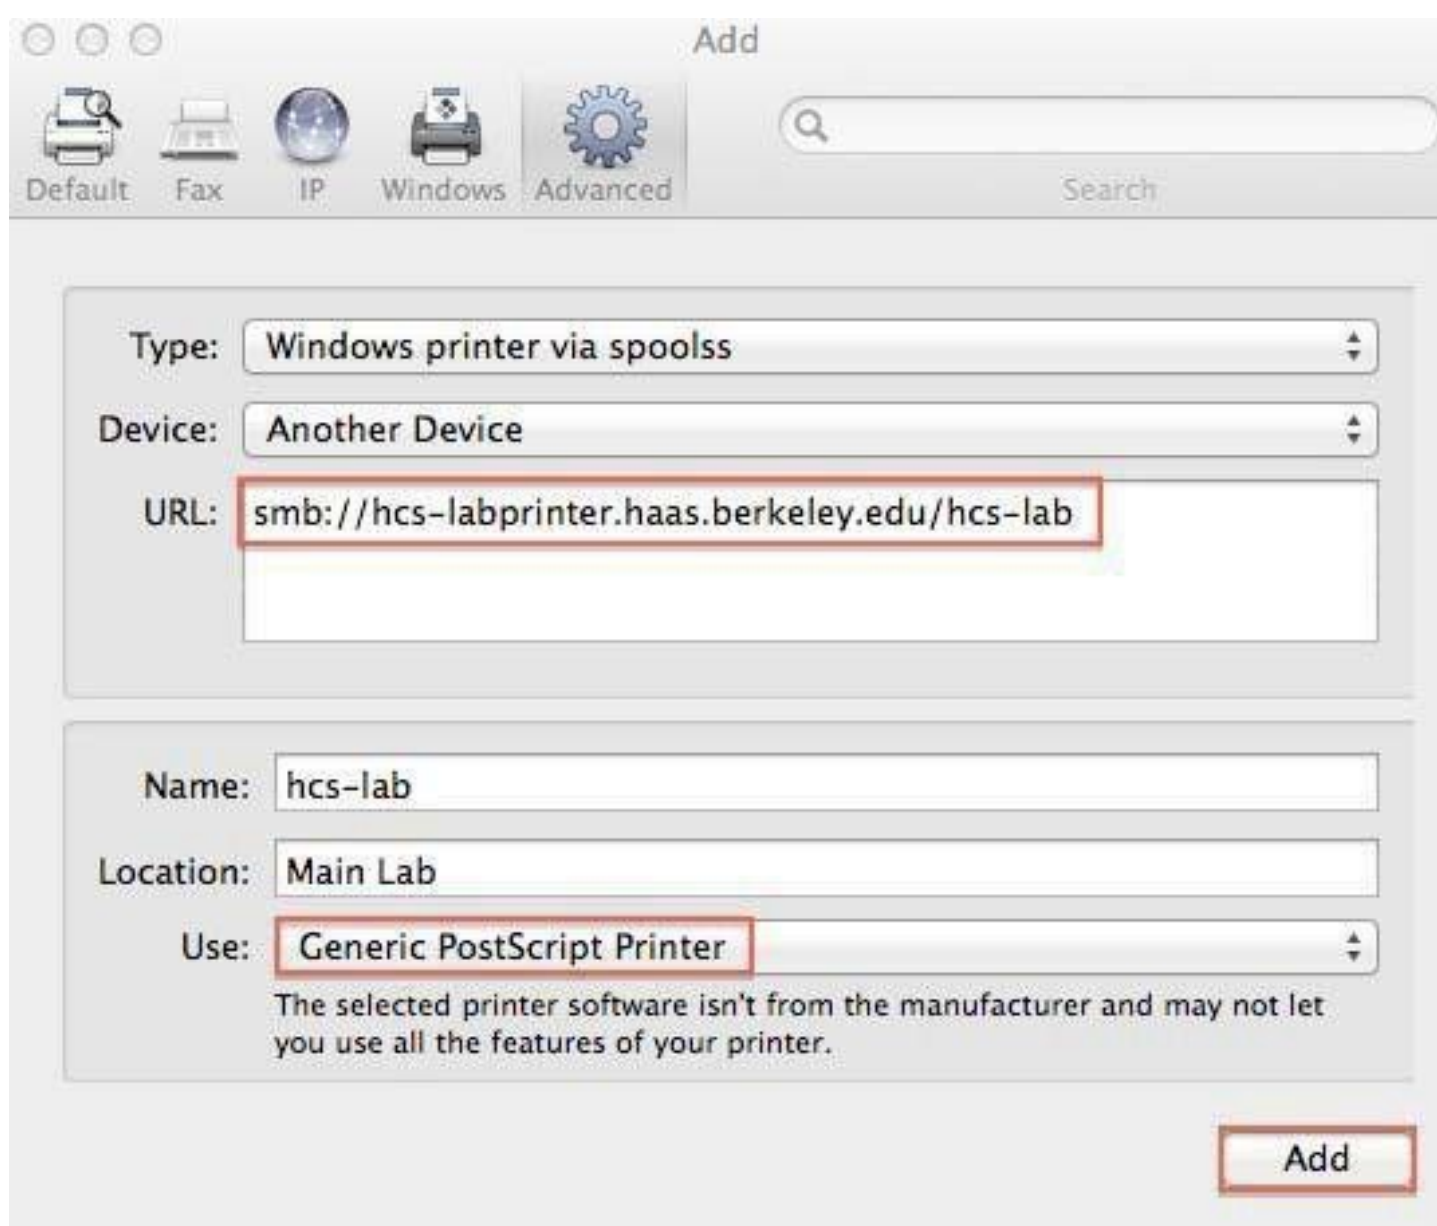 Add
Default Fax IP Windows Advanced Search
Type: Windows printer via spoolss
Device: Another Device
URL: smb://hcs-labprinter.haas.berkeley.edu/hcs-lab
Name: hcs-lab
Location: Main Lab
Use: Generic PostScript Printer
The selected printer software isn't from the manufacturer and may not let
you use all the features of your printer.
Add